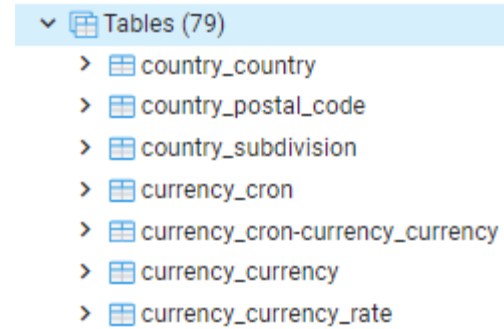 Tables (79)
country_country
country_postal_code
country_subdivision
currency_cron
currency_cron-currency_currency
currency_currency
currency_currency_rate